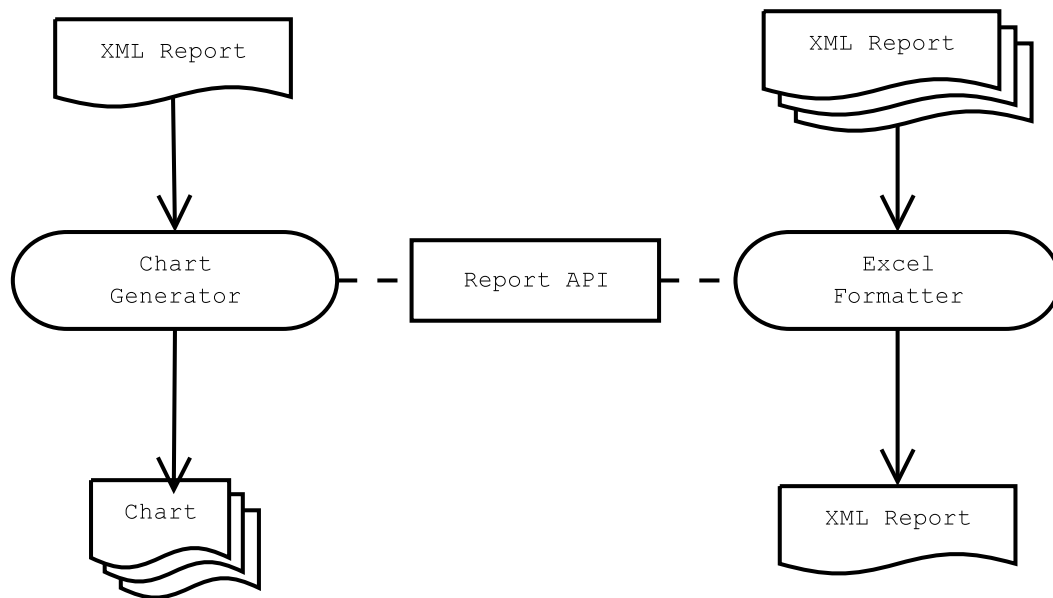 XML Report
XML Report
Chart
Generator
Report API
Excel
Formatter
Chart
XML Report